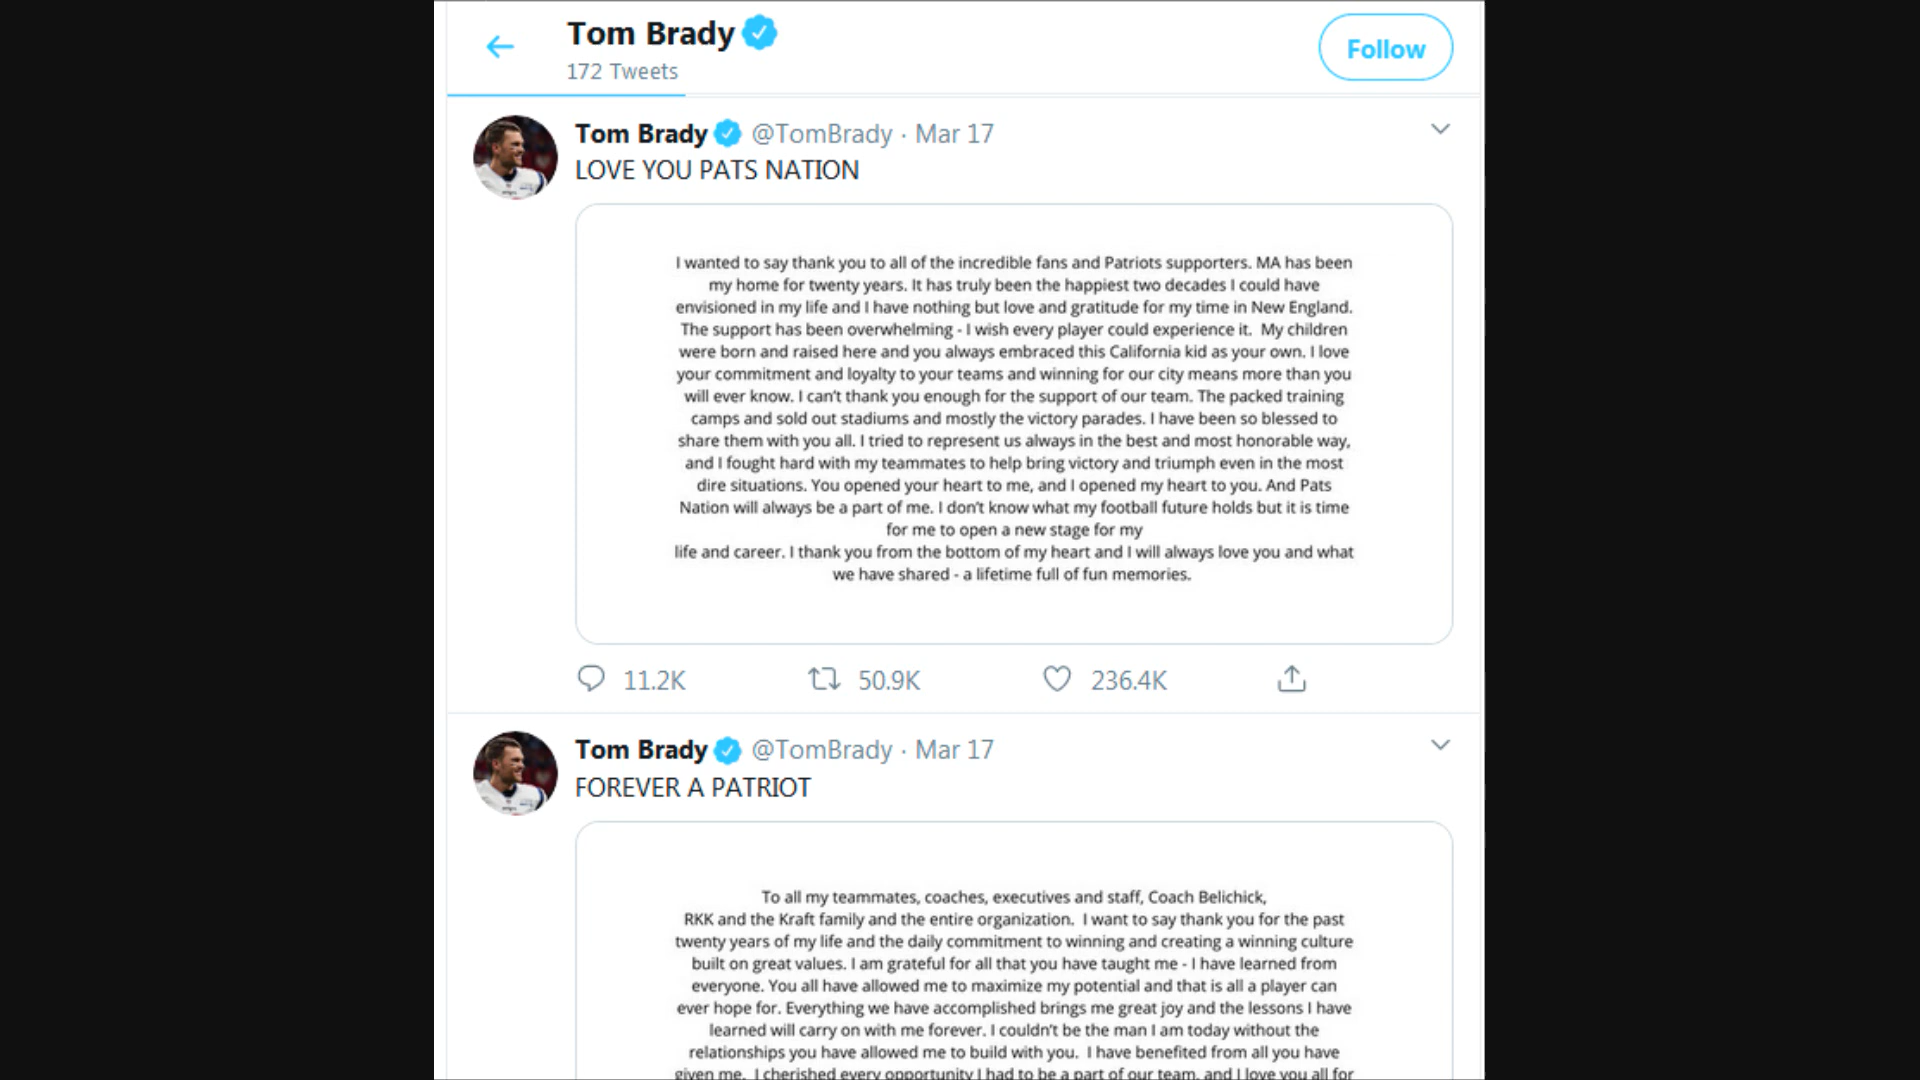 Tom Brady
172 Tweets
Follow
Tom Brady @TomBrady · Mar 17
LOVE YOU PATS NATION
I wanted to say thank you to all of the incredible fans and Patriots supporters. MA has been
my home for twenty years. It has truly been the happiest two decades I could have
envisioned in my life and I have nothing but love and gratitude for my time in New England.
The support has been overwhelming - I wish every player could experience it.  My children
were born and raised here and you always embraced this California kid as your own. I love
your commitment and loyalty to your teams and winning for our city means more than you
will ever know. I can't thank you enough for the support of our team. The packed training
camps and sold out stadiums and mostly the victory parades. I have been so blessed to
share them with you all. I tried to represent us always in the best and most honorable way,
and I fought hard with my teammates to help bring victory and triumph even in the most
dire situations. You opened your heart to me, and I opened my heart to you. And Pats
Nation will always be a part of me. I don't know what my football future holds but it is time
for me to open a new stage for my
life and career. I thank you from the bottom of my heart and I will always love you and what
we have shared - a lifetime full of fun memories.
11.2K 50.9K 236.4K
Tom Brady @TomBrady · Mar 17
FOREVER A PATRIOT
To all my teammates, coaches, executives and staff, Coach Belichick,
RKK and the Kraft family and the entire organization.  I want to say thank you for the past
twenty years of my life and the daily commitment to winning and creating a winning culture
built on great values. I am grateful for all that you have taught me - I have learned from
everyone. You all have allowed me to maximize my potential and that is all a player can
ever hope for. Everything we have accomplished brings me great joy and the lessons I have
learned will carry on with me forever. I couldn't be the man I am today without the
relationships you have allowed me to build with you.  I have benefited from all you have
given me.  I cherished every opportunity I had to be a part of our team, and I love you all for